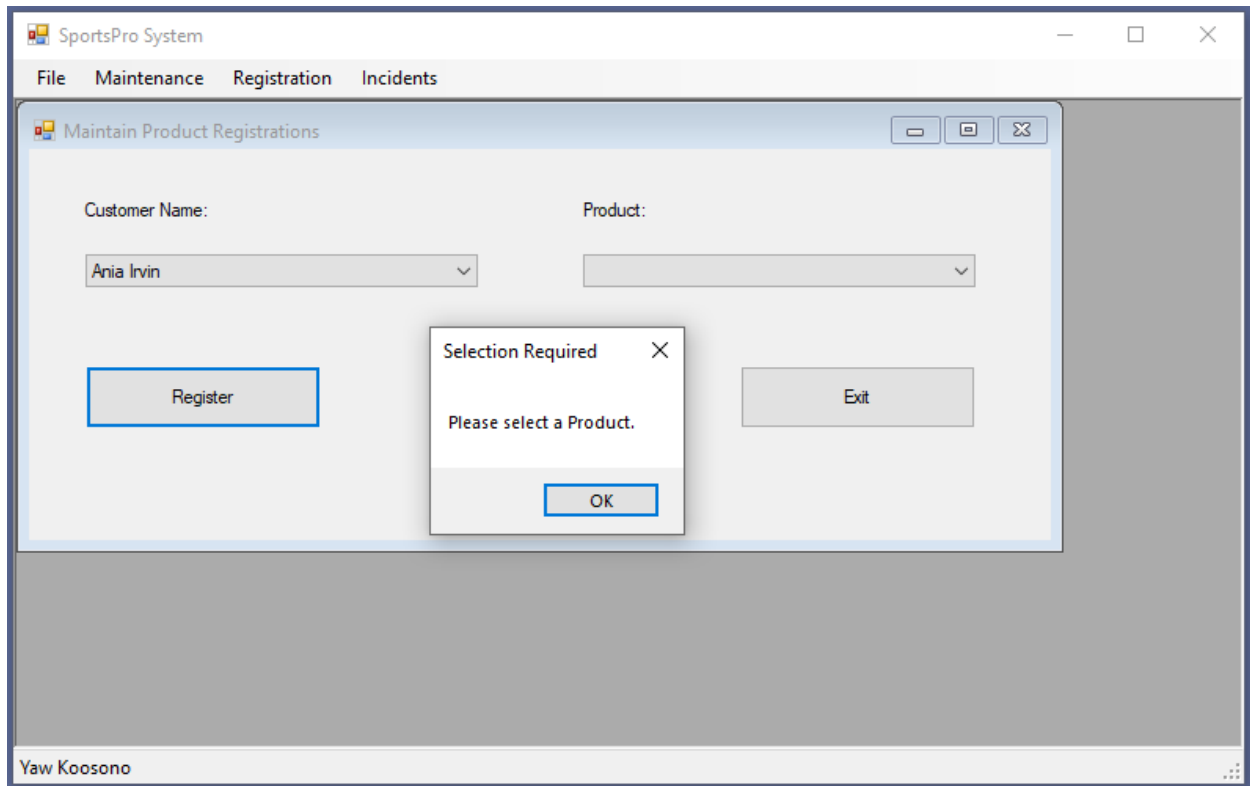 SportsPro System
File Maintenance Registration Incidents
Maintain Product Registrations
Customer Name: Product:
Ania Irvin
Selection Required
Register Exit
Please select a Product.
OK
Yaw Koosono